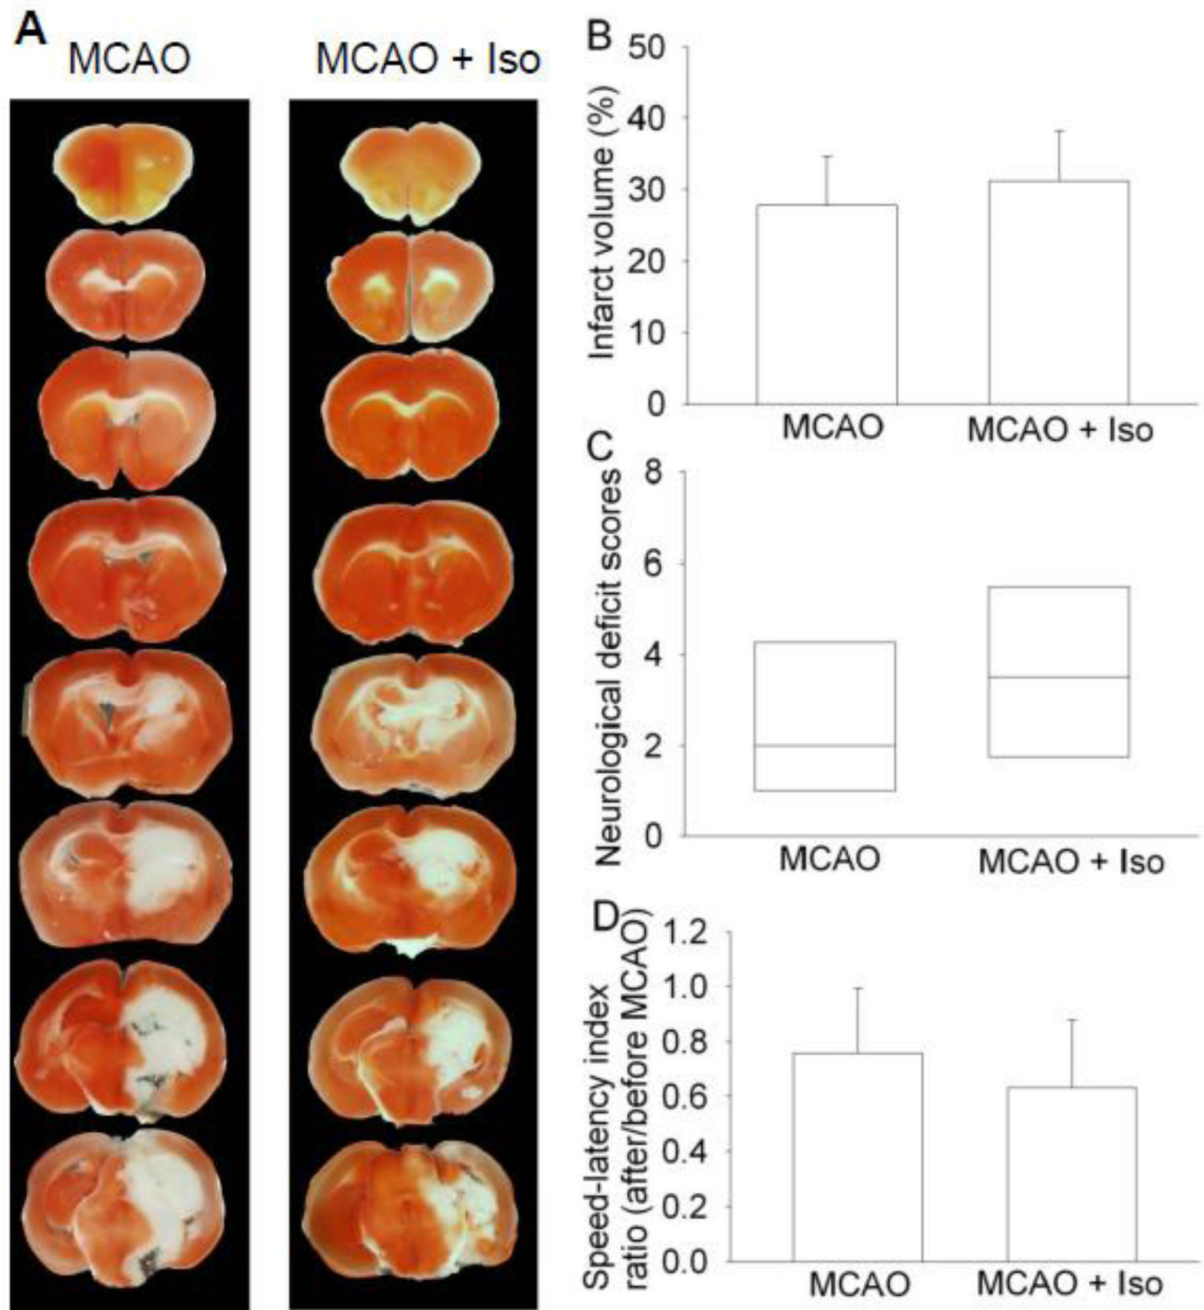 A
MCAO
MCAO + Iso
B
Infarct volume (%)
50
40
30
20
10
0
MCAO
MCAO + Iso
C
Neurological deficit scores
8
6
4
2
0
MCAO
MCAO + Iso
D
Speed-latency index
ratio (after/before MCAO)
1.2
1.0
0.8
0.6
0.4
0.2
0.0
MCAO
MCAO + Iso